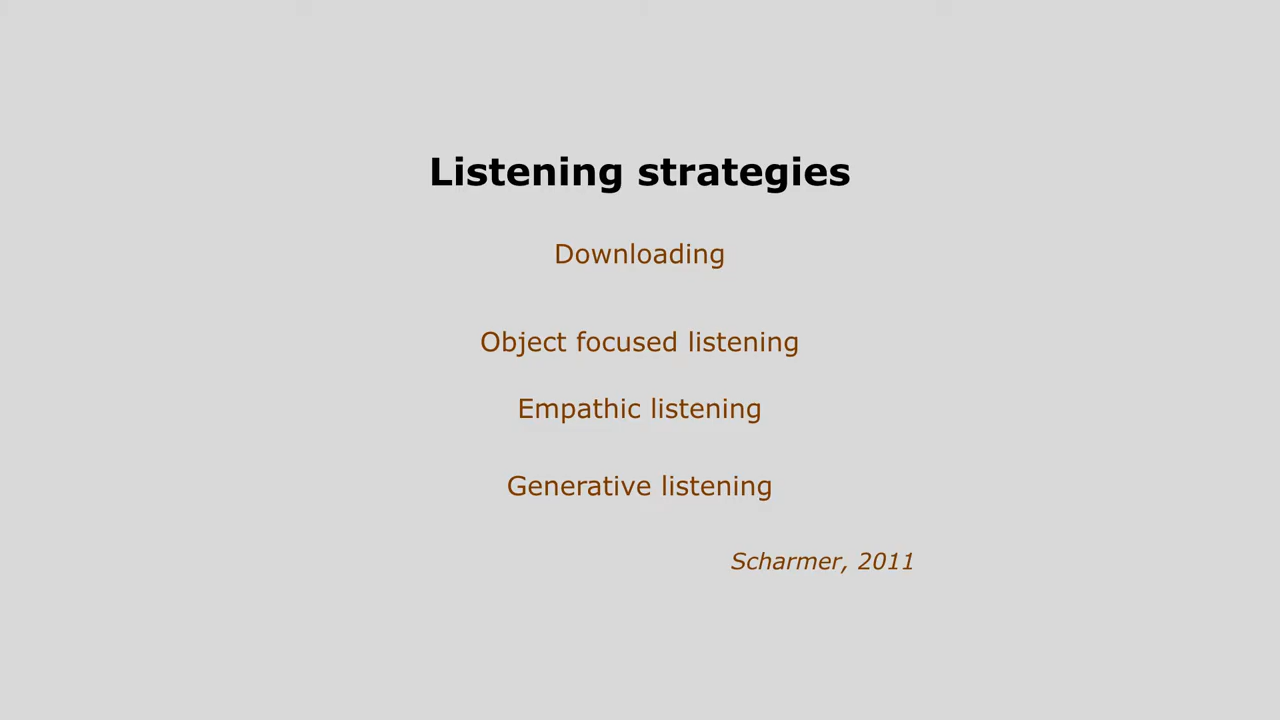 Listening strategies
Downloading
Object focused listening
Empathic listening
Generative listening
Scharmer, 2011